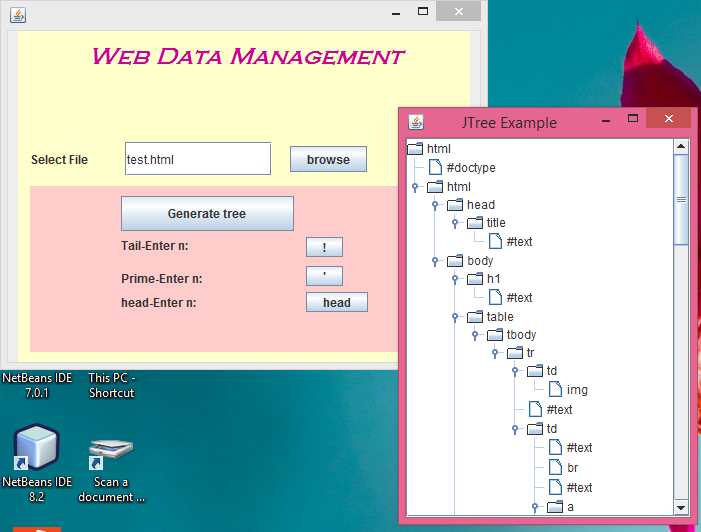 Web Data Management
Select File
test.html
browse
Generate tree
Tail-Enter n:
!
Prime-Enter n:
'
head-Enter n:
head
JTree Example
html
#doctype
html
head
title
#text
body
h1
#text
table
tbody
tr
td
img
#text
td
#text
br
#text
a
NetBeans IDE
7.0.1
This PC -
Shortcut
NetBeans IDE
8.2
Scan a
document ...